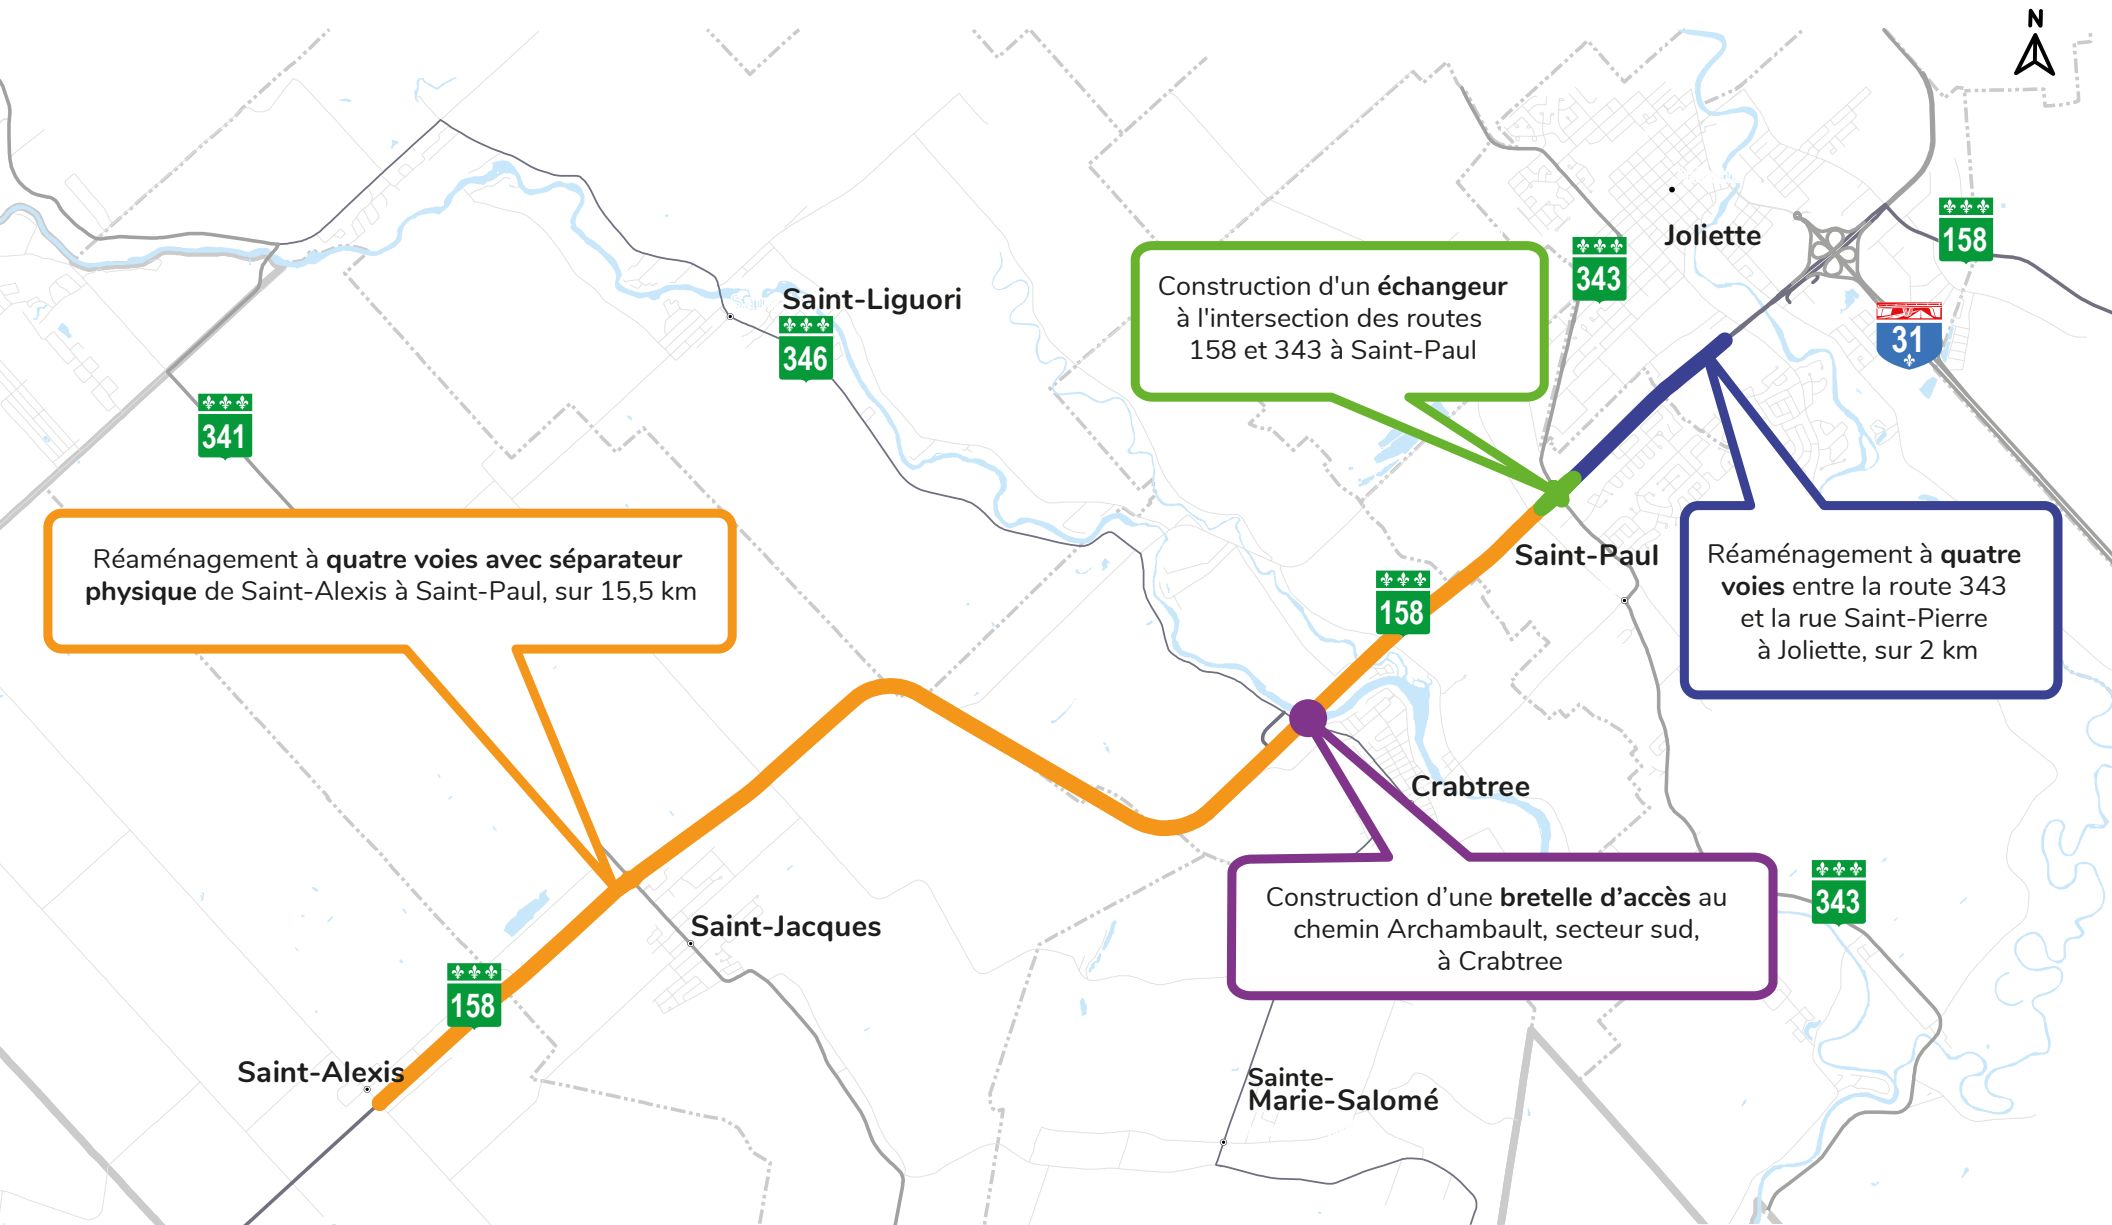 N
158
Joliette
343
Construction d'un échangeur
à l'intersection des routes
158 et 343 à Saint-Paul
Saint-Liguori
346
31
341
Réaménagement à quatre voies avec séparateur
physique de Saint-Alexis à Saint-Paul, sur 15,5 km
Saint-Paul
Réaménagement à quatre
voies entre la route 343
et la rue Saint-Pierre
à Joliette, sur 2 km
158
Crabtree
Construction d’une bretelle d’accès au
chemin Archambault, secteur sud,
à Crabtree
343
Saint-Jacques
158
Saint-Alexis
Sainte-
Marie-Salomé